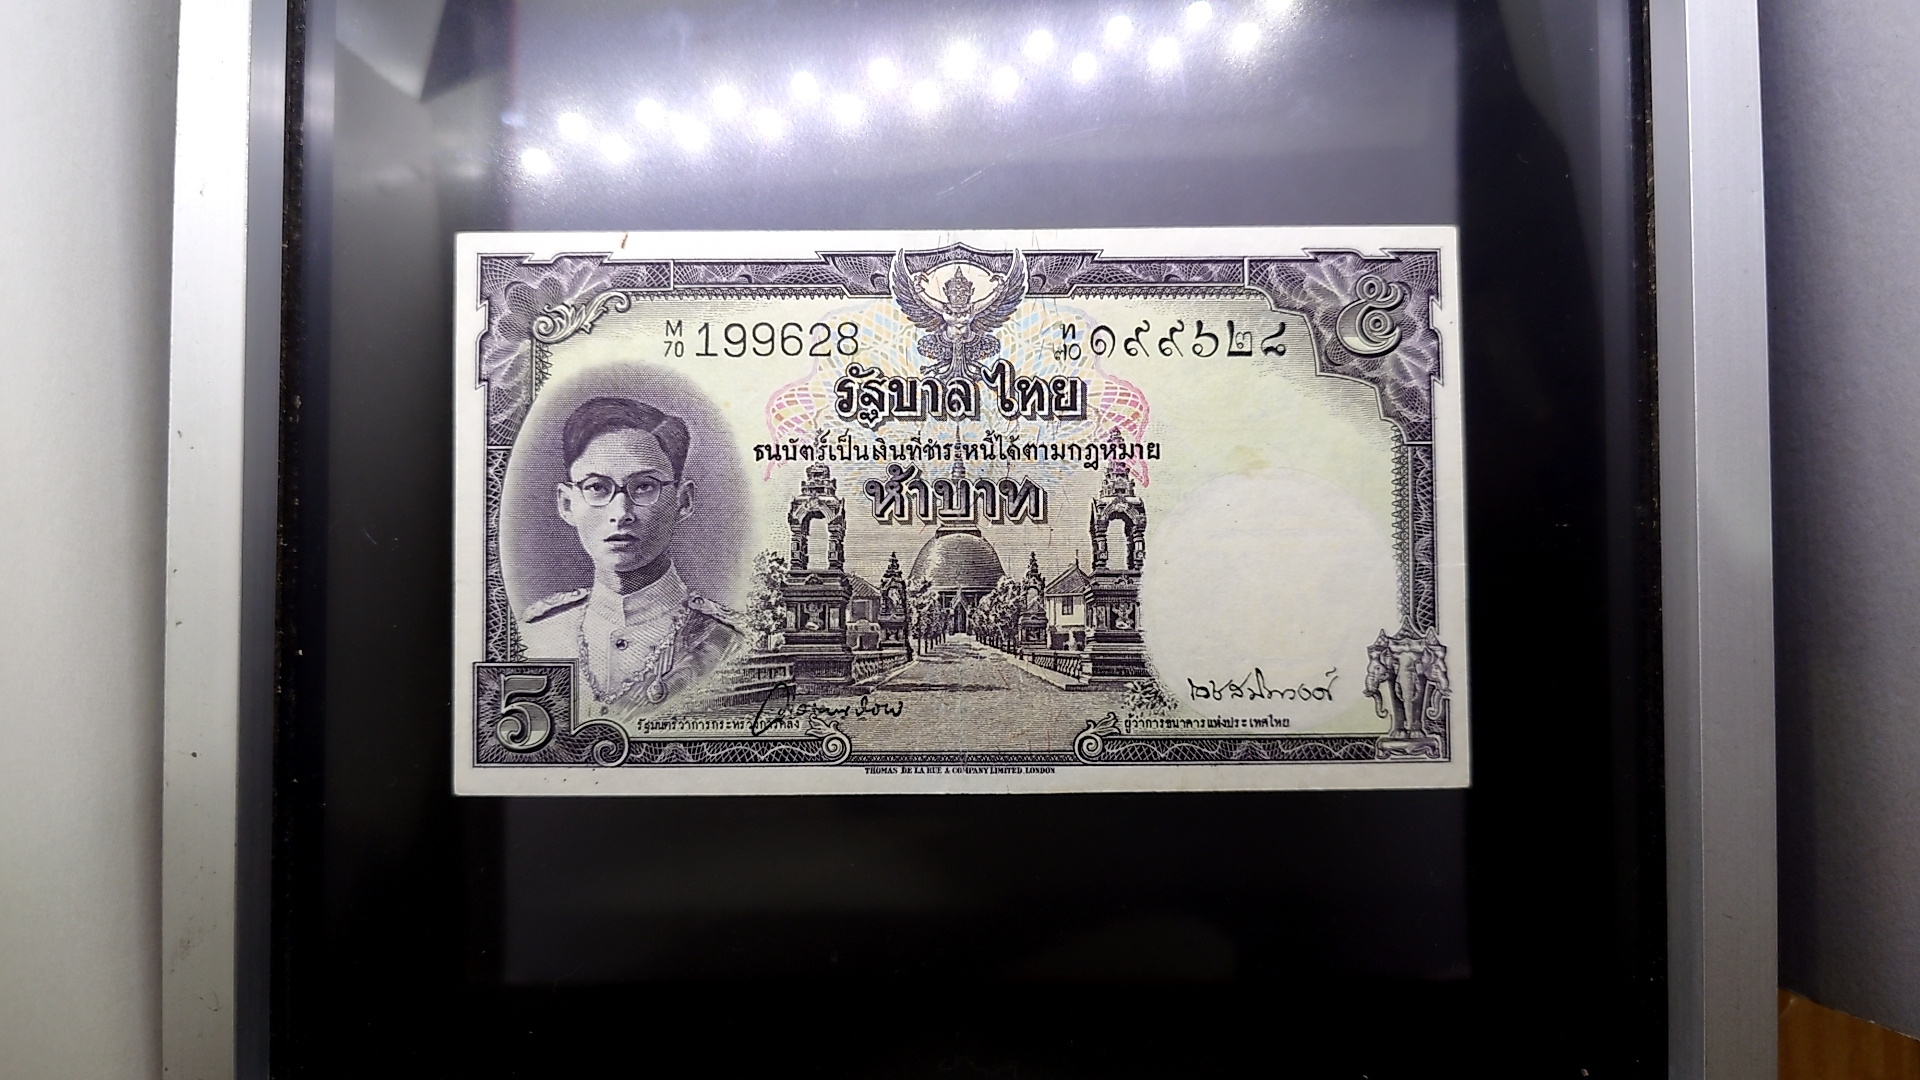 M
70 199628
ท
๗๐ ๑๙๙๖๒๘
๕
รัฐบาลไทย
ธนบัตร์เป็นเงินที่ชำระหนี้ได้ตามกฎหมาย
ห้าบาท
5
รัฐมนตรีว่าการกระทรวงการคลัง
ผู้ว่าการธนาคารแห่งประเทศไทย
THOMAS DE LA RUE & COMPANY LIMITED, LONDON